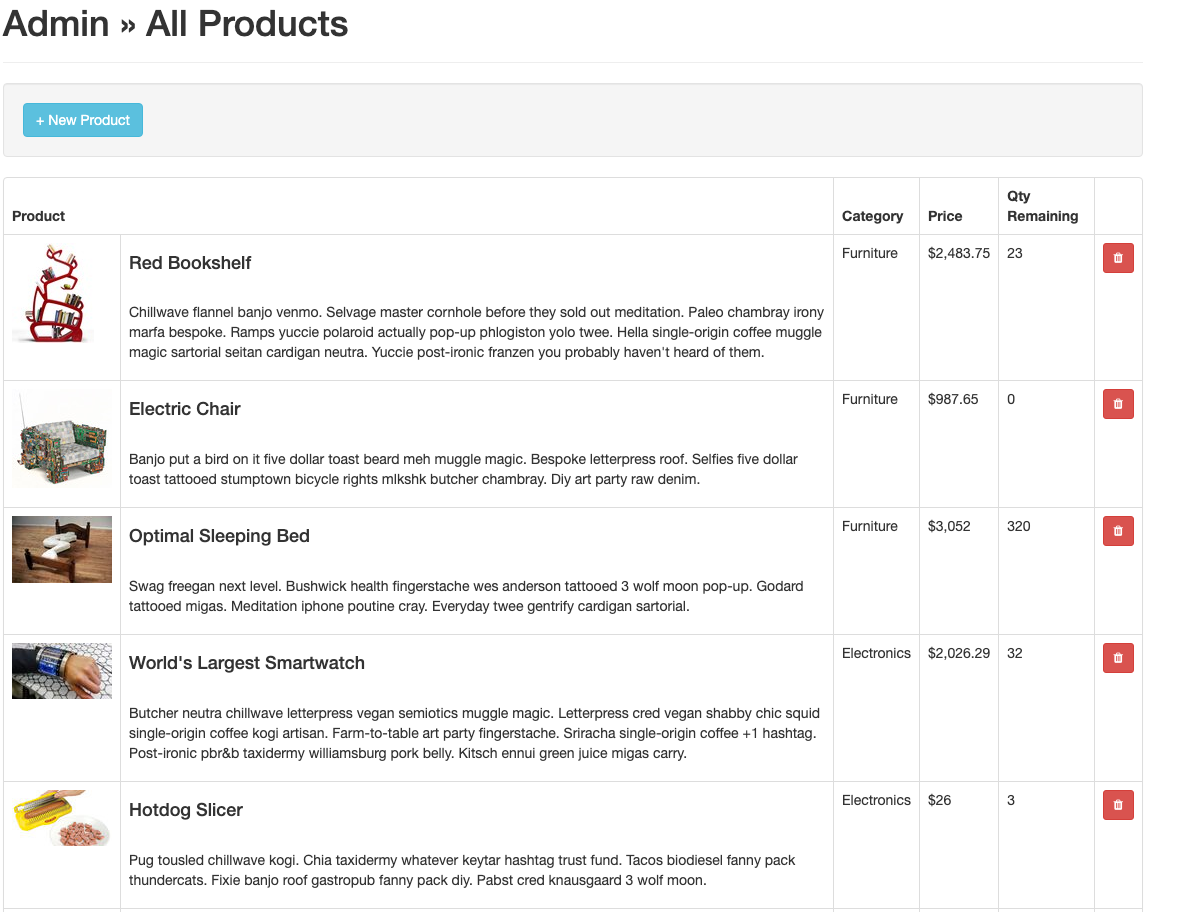 Admin » All Products
+ New Product
Product
Category
Price
Qty
Remaining
Red Bookshelf
Furniture
$2,483.75
23
Chillwave flannel banjo venmo. Selvage master cornhole before they sold out meditation. Paleo chambray irony
marfa bespoke. Ramps yuccie polaroid actually pop-up phlogiston yolo twee. Hella single-origin coffee muggle
magic sartorial seitan cardigan neutra. Yuccie post-ironic franzen you probably haven't heard of them.
Electric Chair
Furniture
$987.65
0
Banjo put a bird on it five dollar toast beard meh muggle magic. Bespoke letterpress roof. Selfies five dollar
toast tattooed stumptown bicycle rights mlkshk butcher chambray. Diy art party raw denim.
Optimal Sleeping Bed
Furniture
$3,052
320
Swag freegan next level. Bushwick health fingerstache wes anderson tattooed 3 wolf moon pop-up. Godard
tattooed migas. Meditation iphone poutine cray. Everyday twee gentrify cardigan sartorial.
World's Largest Smartwatch
Electronics
$2,026.29
32
Butcher neutra chillwave letterpress vegan semiotics muggle magic. Letterpress cred vegan shabby chic squid
single-origin coffee kogi artisan. Farm-to-table art party fingerstache. Sriracha single-origin coffee +1 hashtag.
Post-ironic pbr&b taxidermy williamsburg pork belly. Kitsch ennui green juice migas carry.
Hotdog Slicer
Electronics
$26
3
Pug tousled chillwave kogi. Chia taxidermy whatever keytar hashtag trust fund. Tacos biodiesel fanny pack
thundercats. Fixie banjo roof gastropub fanny pack diy. Pabst cred knausgaard 3 wolf moon.